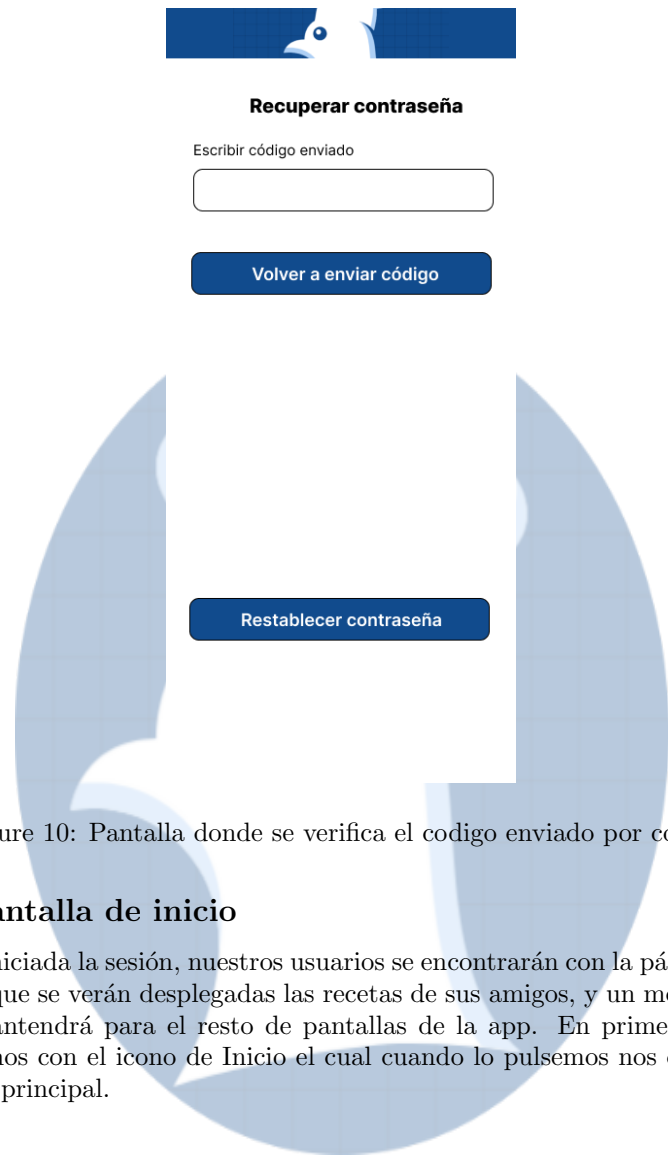 Recuperar contraseña
Escribir código enviado
Volver a enviar código
Restablecer contraseña
ure 10: Pantalla donde se verifica el codigo enviado por co
antalla de inicio
niciada la sesión, nuestros usuarios se encontrarán con la pá
que se verán desplegadas las recetas de sus amigos, y un me
antendrá para el resto de pantallas de la app. En prime
nos con el icono de Inicio el cual cuando lo pulsemos nos
principal.